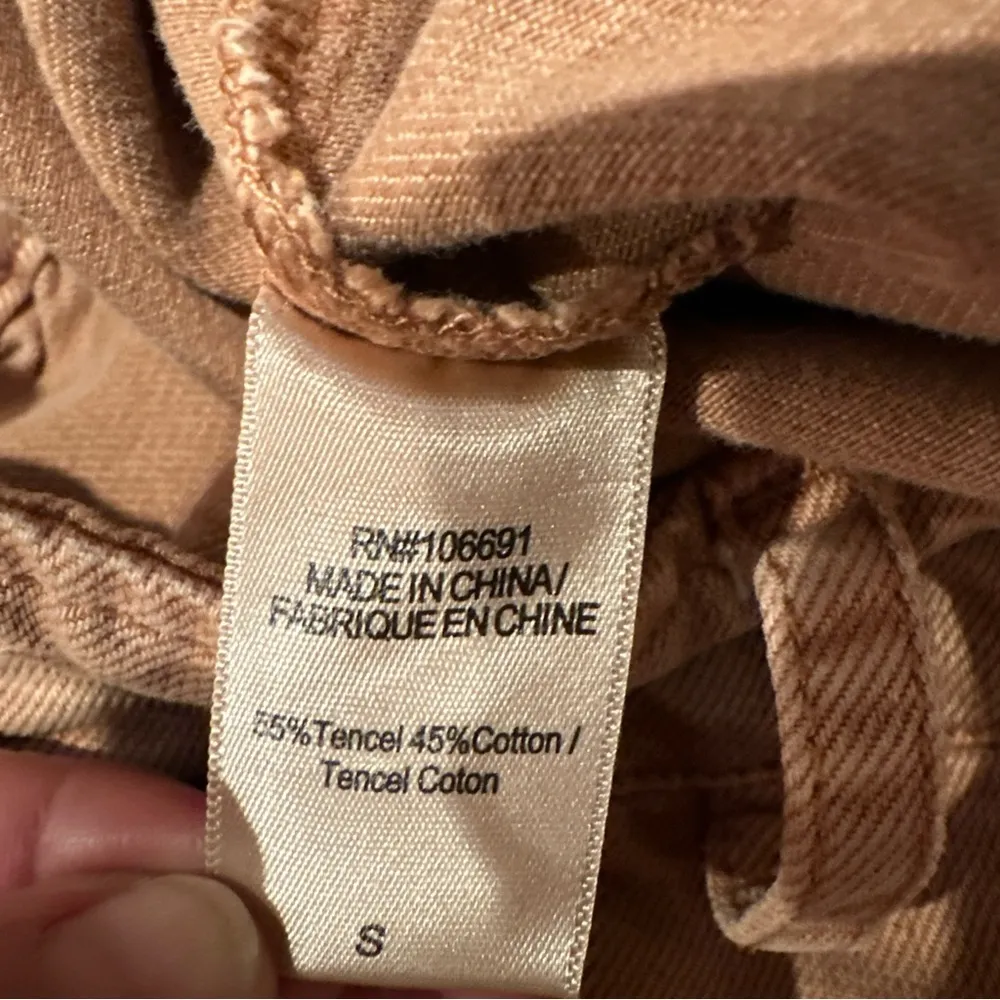 RN#106691
MADE IN CHINA/
FABRIQUE EN CHINE
55%Tencel 45%Cotton /
Tencel Coton
S